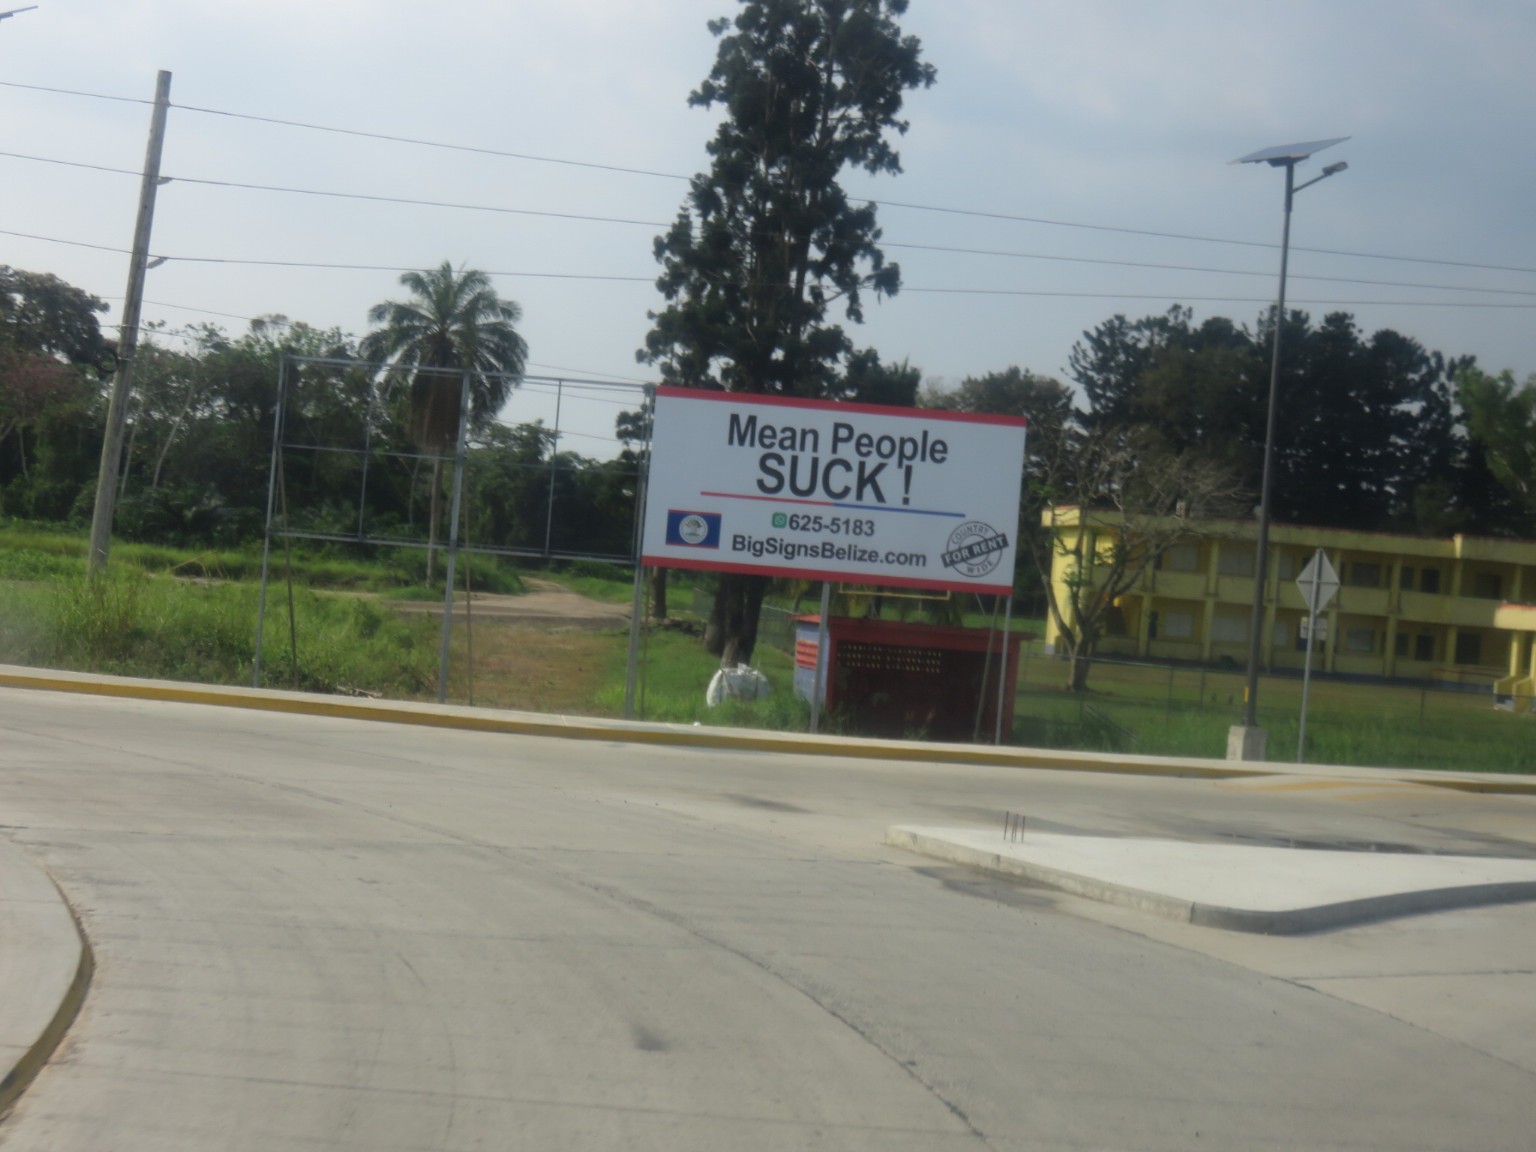 Mean People
SUCK !
625-5183
BigSignsBelize.com
COUNTRY
FOR RENT
WIDE